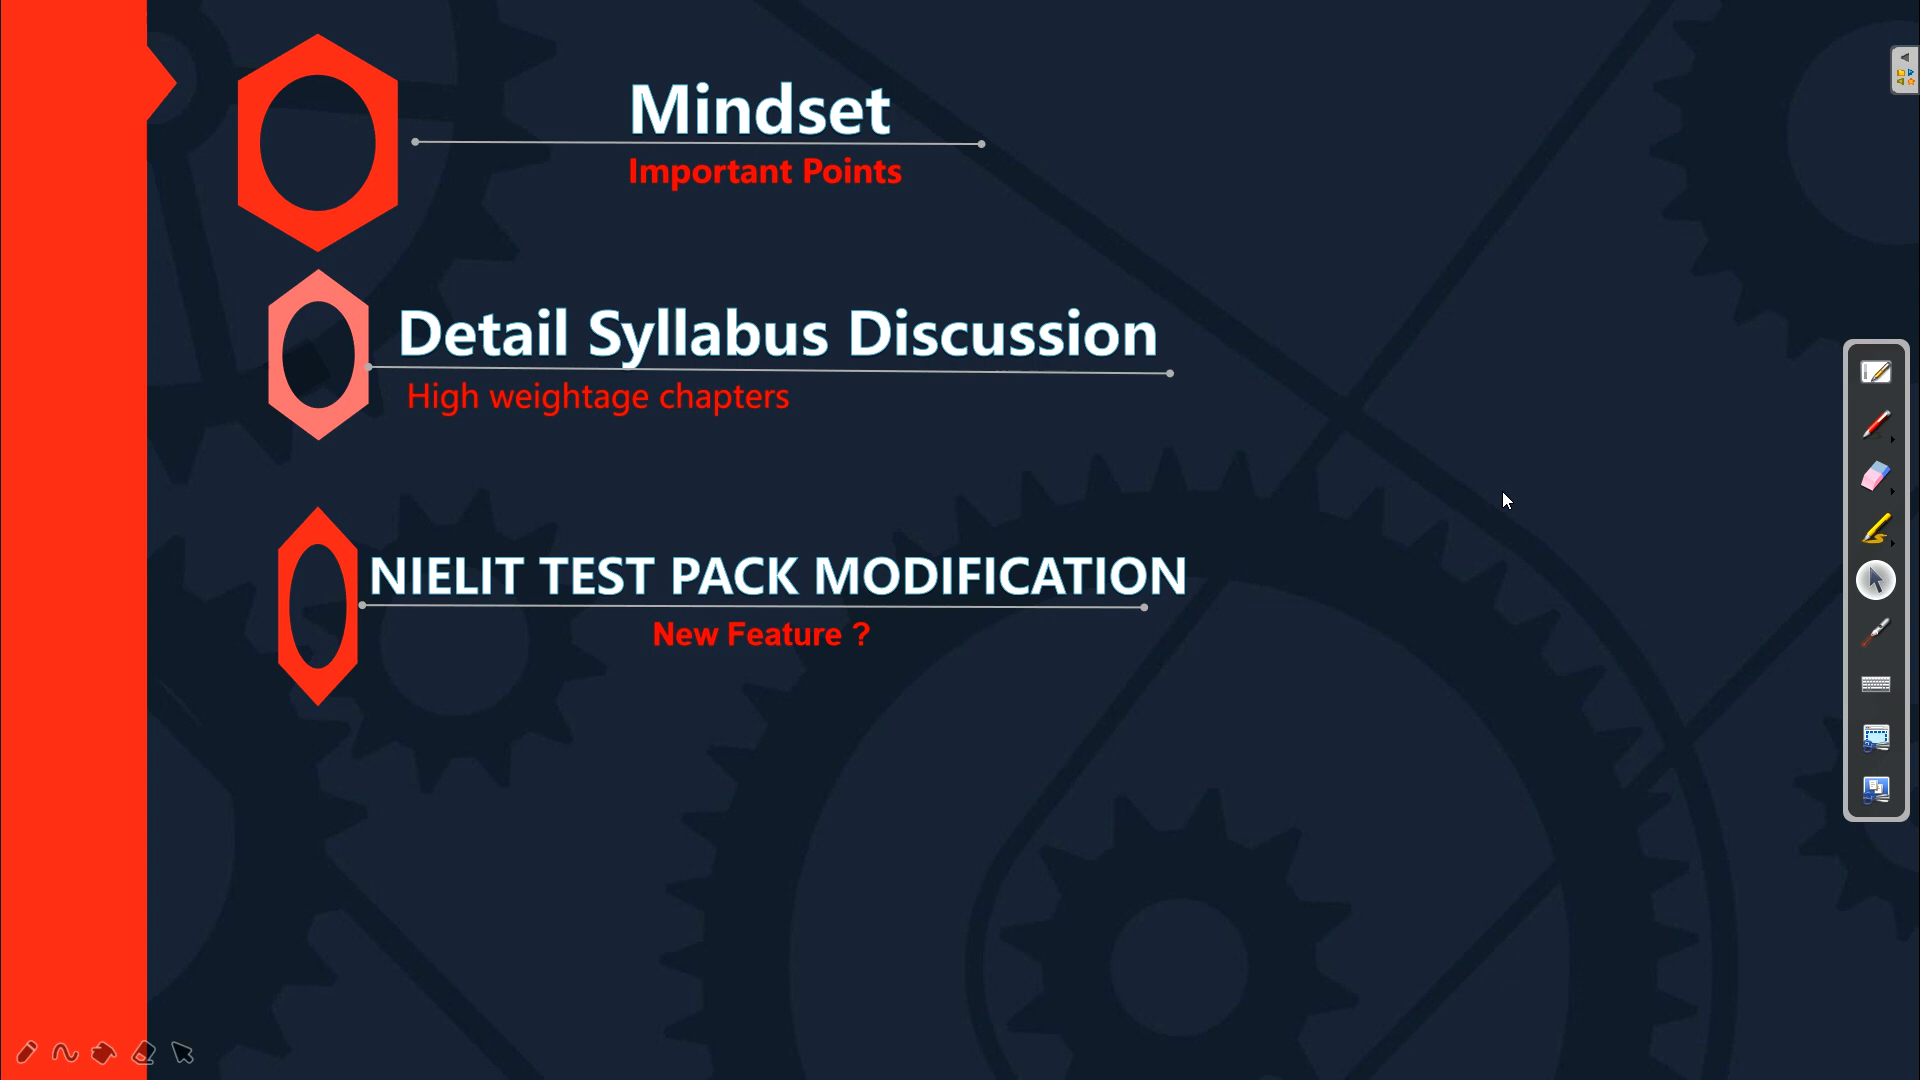 Mindset
Important Points
Detail Syllabus Discussion
High weightage chapters
NIELIT TEST PACK MODIFICATION
New Feature ?